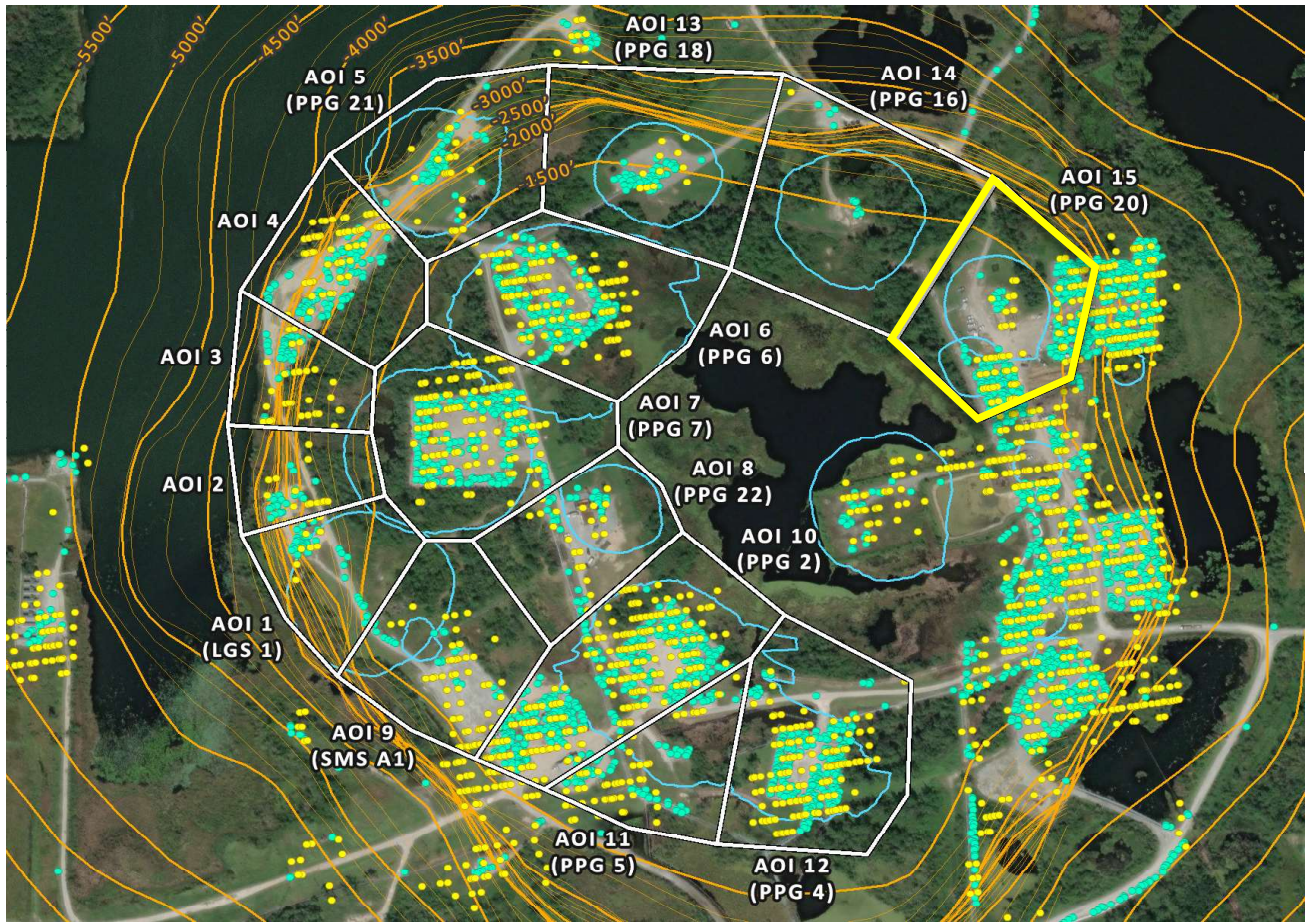 -5500'
-5000'
-4500'
-4000'
-3500'
-3000'
-2500'
-2000'
-1500'
AOI 13
(PPG 18)
AOI 5
(PPG 21)
AOI 14
(PPG 16)
AOI 15
(PPG 20)
AOI 4
AOI 3
AOI 6
(PPG 6)
AOI 7
(PPG 7)
AOI 2
AOI 8
(PPG 22)
AOI 10
(PPG 2)
AOI 1
(LGS 1)
AOI 9
(SMS A1)
AOI 11
(PPG 5)
AOI 12
(PPG 4)